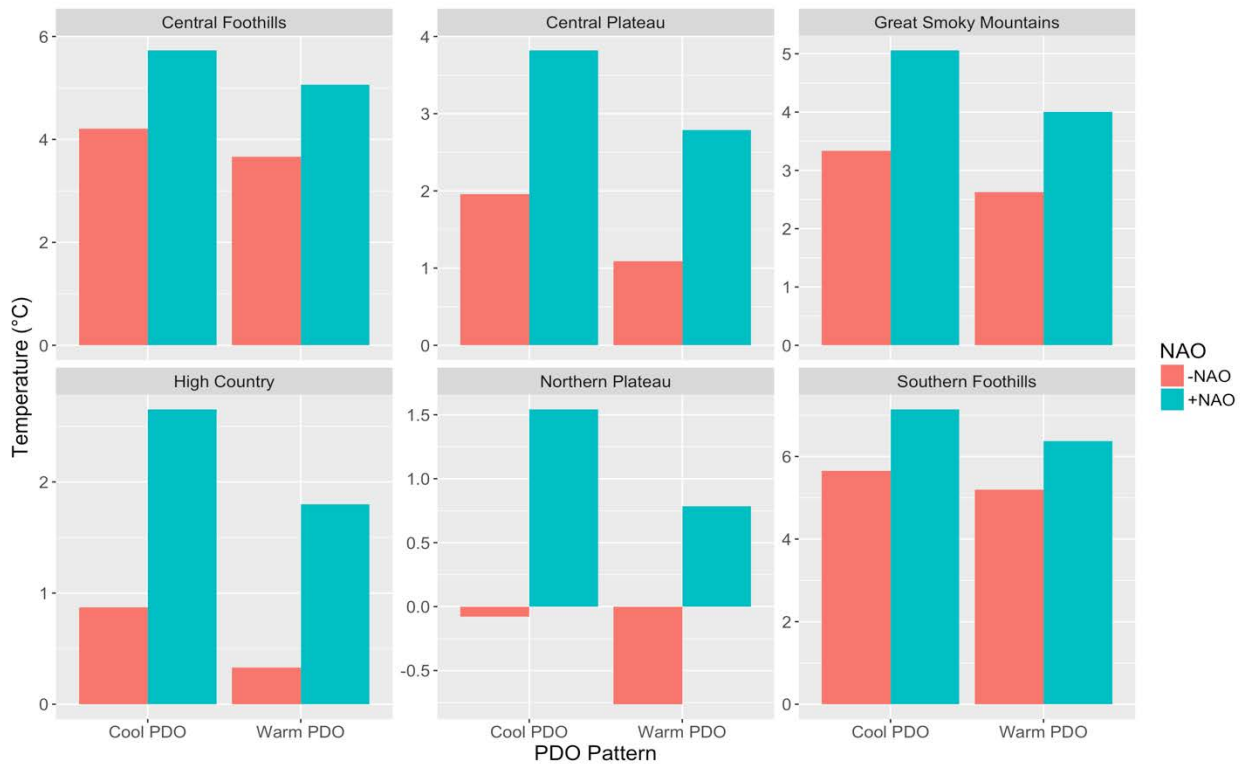 Central Foothills
Central Plateau
Great Smoky Mountains
6
4
2
0
4
3
2
1
0
5
4
3
2
1
0
High Country
Northern Plateau
Southern Foothills
2
1
0
1.5
1.0
0.5
0.0
-0.5
6
4
2
0
Temperature (°C)
NAO
-NAO
+NAO
Cool PDO
Warm PDO
Cool PDO
Warm PDO
Cool PDO
Warm PDO
PDO Pattern